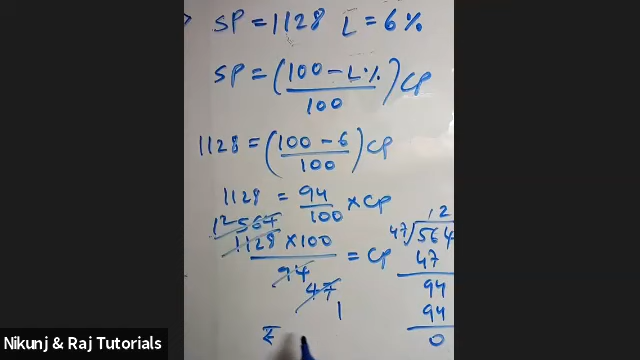 SP = 1128 L = 6%
SP = (100 - L% / 100) CP
1128 = (100 - 6 / 100) CP
1128 = 94/100 × CP
12 564
1128 × 100 / 94 = CP
47
1
₹
12
47√564
47
94
94
0
Nikunj & Raj Tutorials